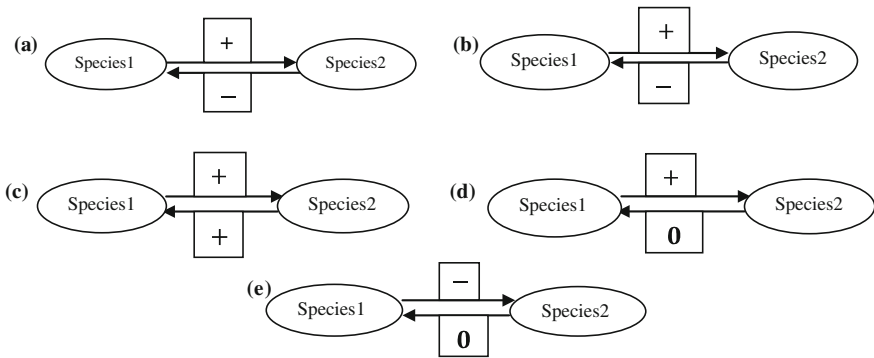 (a) Species1 + − Species2
(b) Species1 + − Species2
(c) Species1 + + Species2
(d) Species1 + 0 Species2
(e) Species1 − 0 Species2